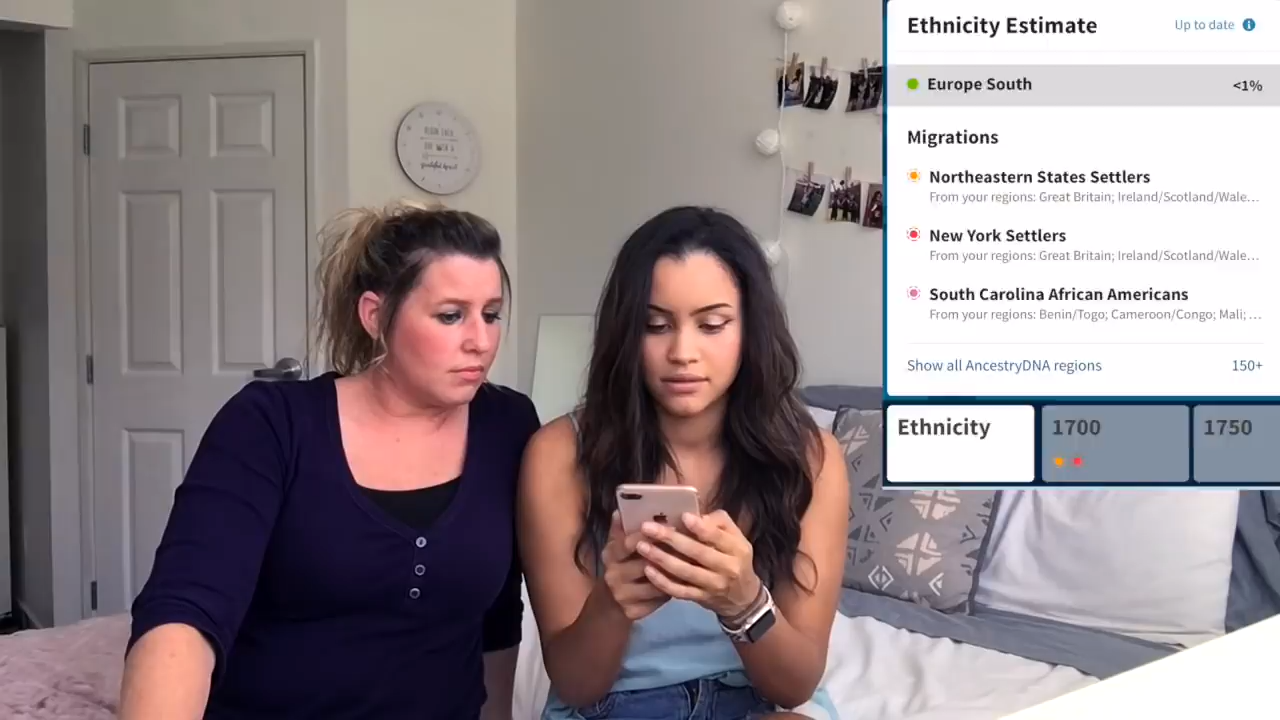 Ethnicity Estimate
Up to date
Europe South
<1%
Migrations
Northeastern States Settlers
From your regions: Great Britain; Ireland/Scotland/Wale...
New York Settlers
From your regions: Great Britain; Ireland/Scotland/Wale...
South Carolina African Americans
From your regions: Benin/Togo; Cameroon/Congo; Mali; ...
Show all AncestryDNA regions
150+
Ethnicity
1700
1750